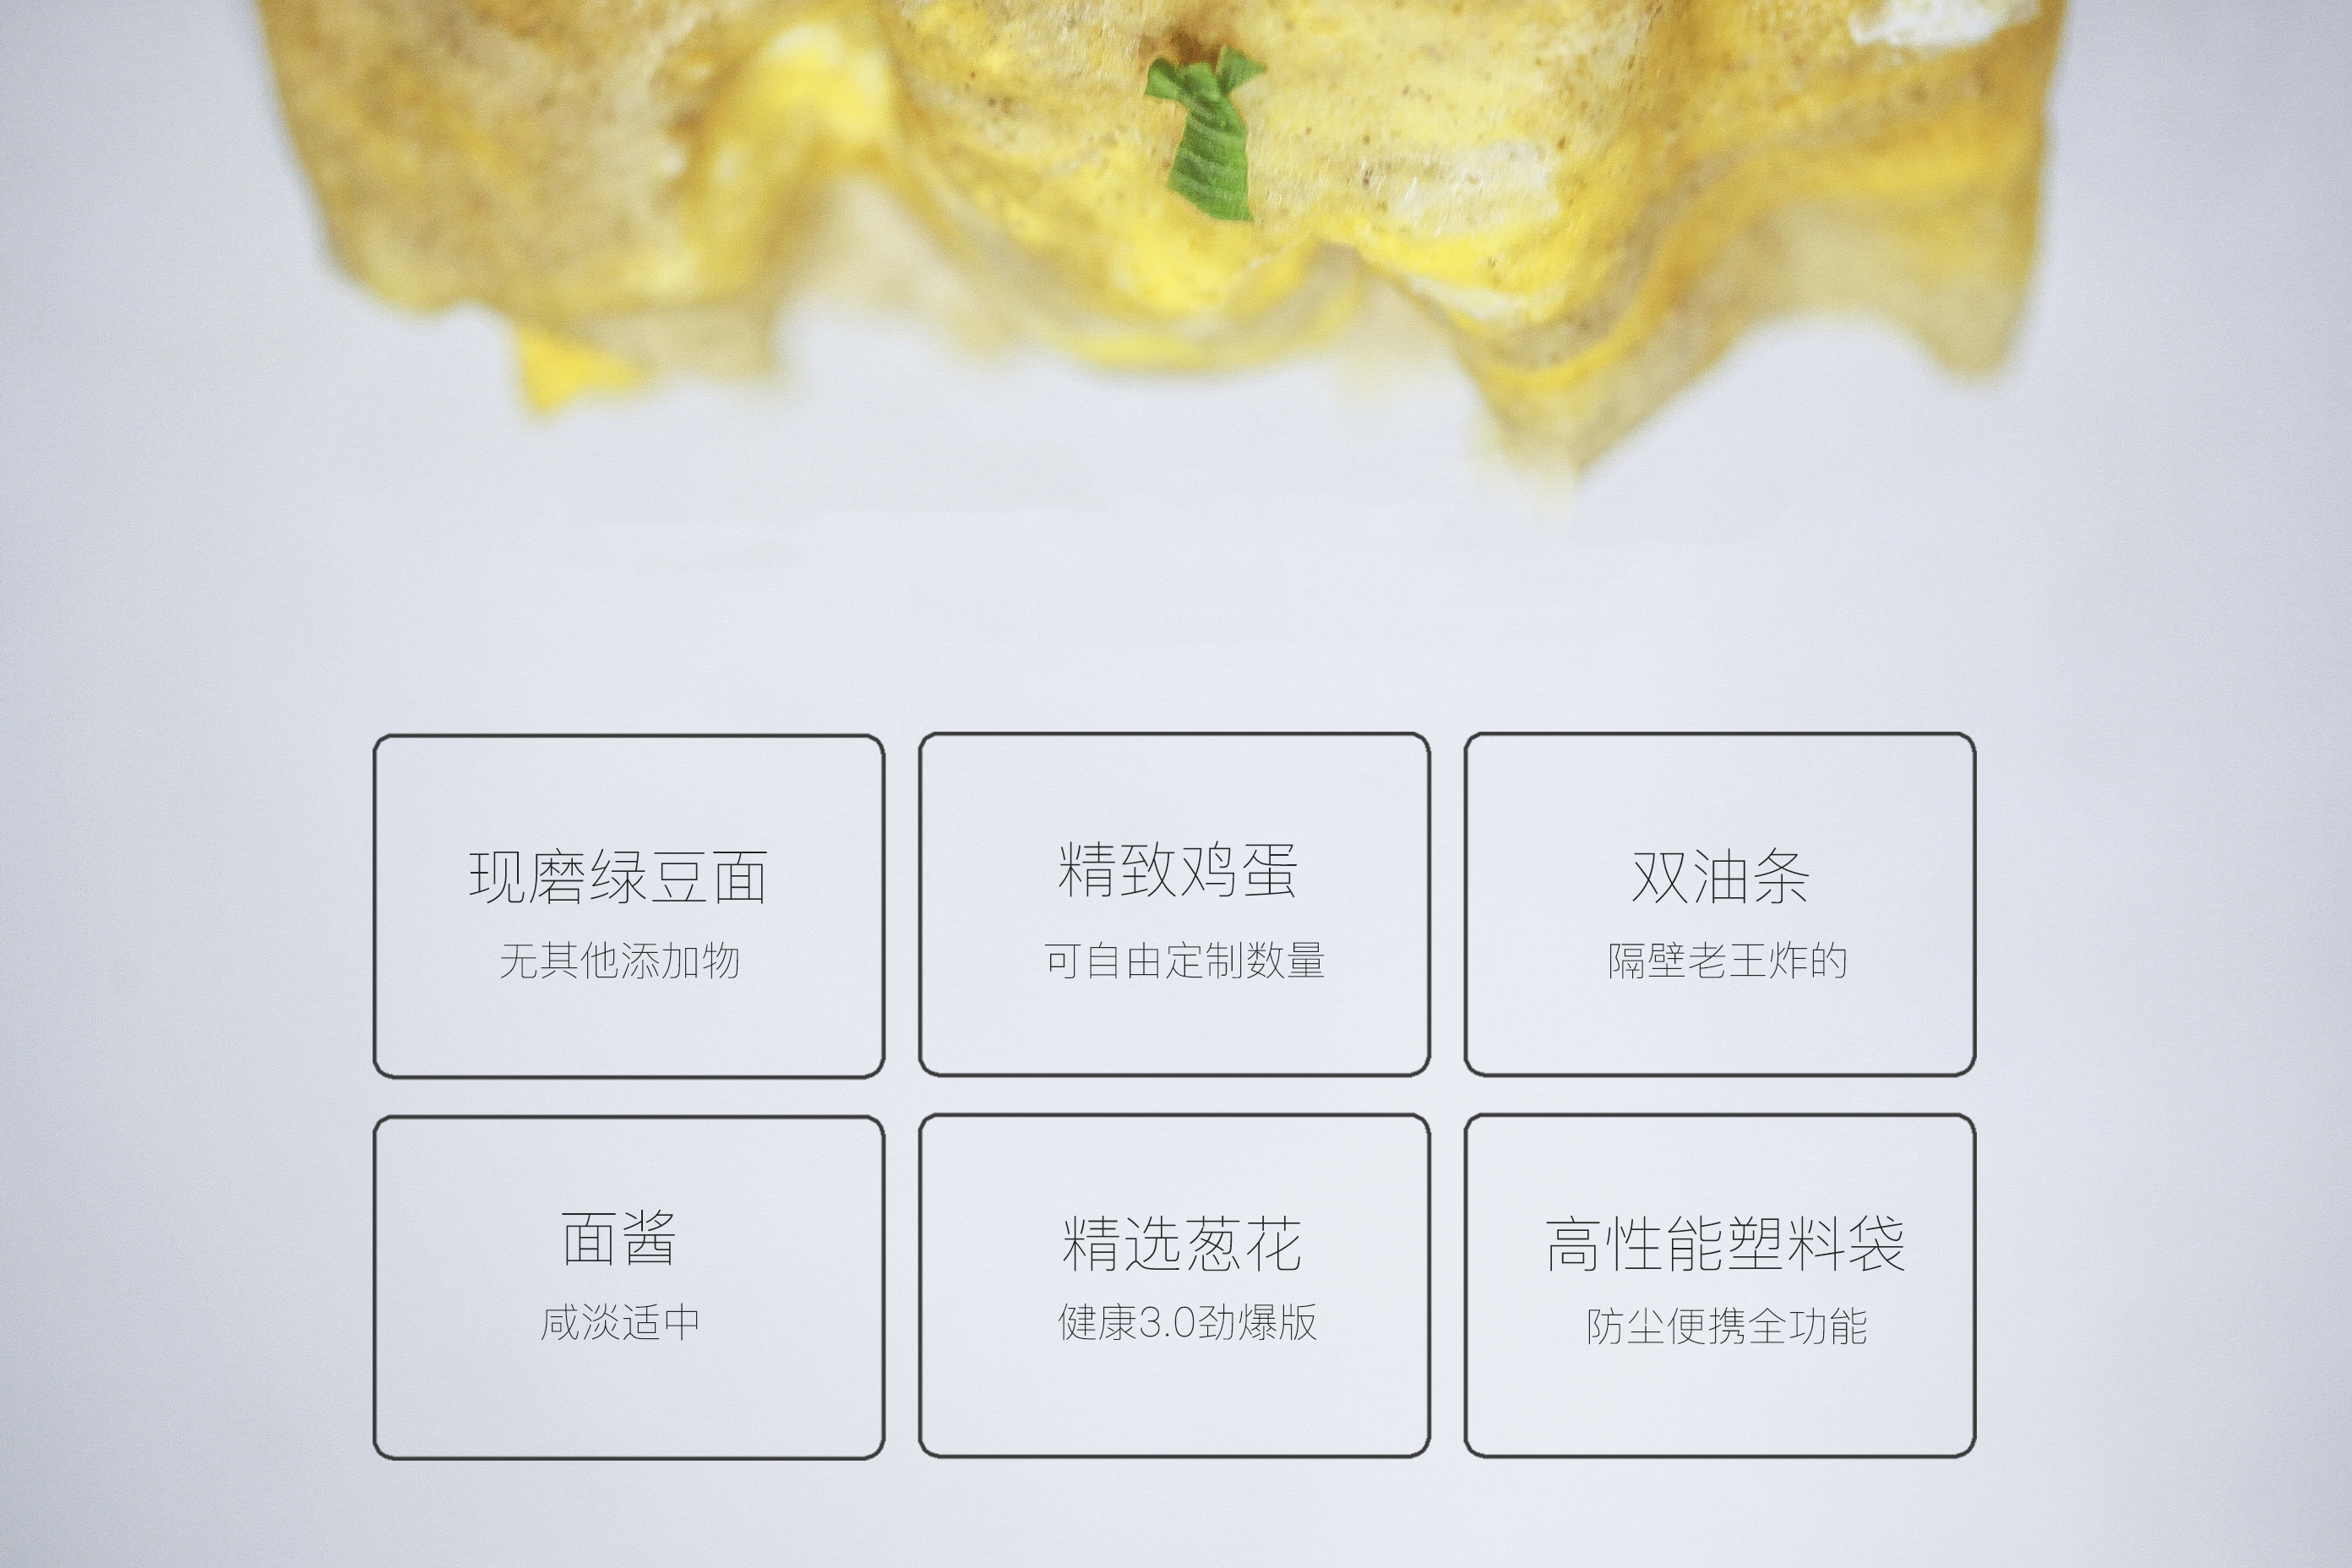 现磨绿豆面
无其他添加物
精致鸡蛋
可自由定制数量
双油条
隔壁老王炸的
面酱
咸淡适中
精选葱花
健康3.0劲爆版
高性能塑料袋
防尘便携全功能